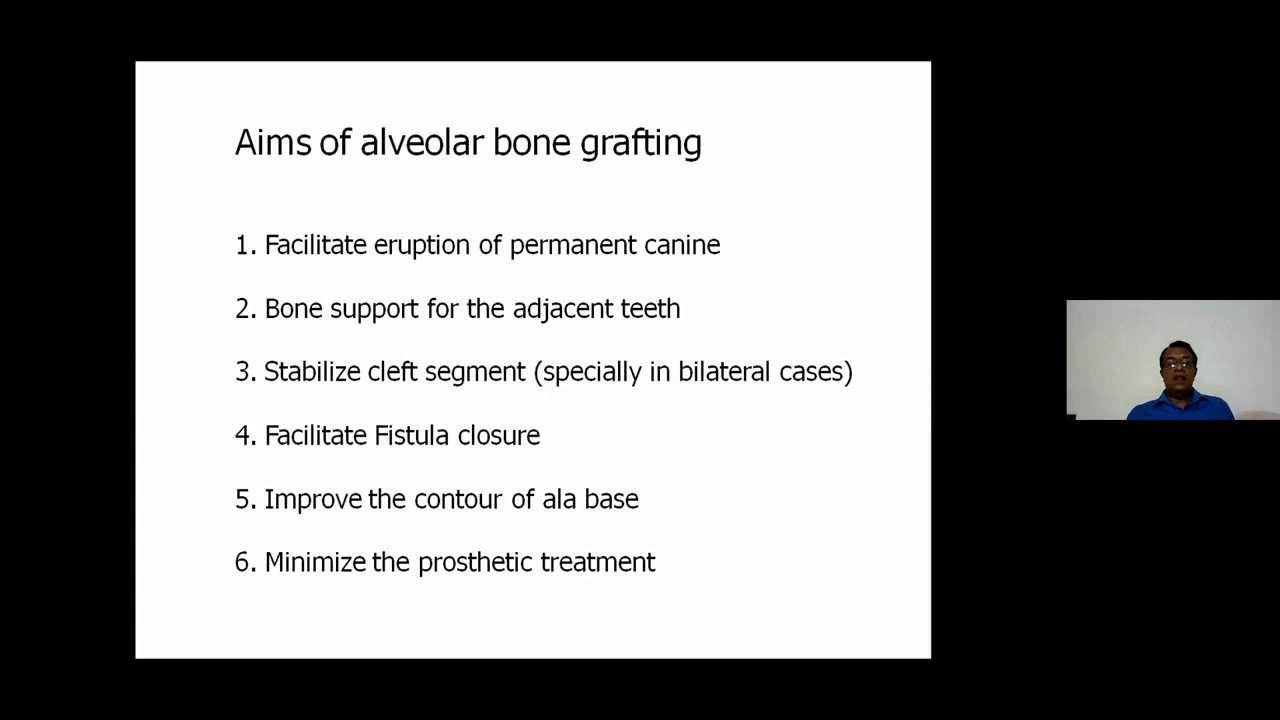 Aims of alveolar bone grafting
1. Facilitate eruption of permanent canine
2. Bone support for the adjacent teeth
3. Stabilize cleft segment (specially in bilateral cases)
4. Facilitate Fistula closure
5. Improve the contour of ala base
6. Minimize the prosthetic treatment